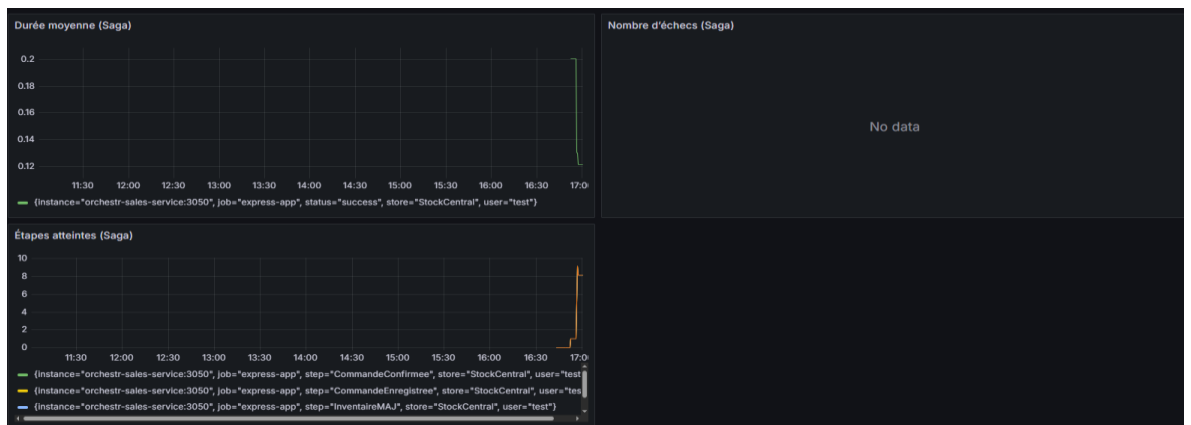 Durée moyenne (Saga)
0.2
0.18
0.16
0.14
0.12
11:30 12:00 12:30 13:00 13:30 14:00 14:30 15:00 15:30 16:00 16:30 17:0
{instance="orchestr-sales-service:3050", job="express-app", status="success", store="StockCentral", user="test"}
Nombre d'échecs (Saga)
No data
Étapes atteintes (Saga)
10
8
6
4
2
0
11:30 12:00 12:30 13:00 13:30 14:00 14:30 15:00 15:30 16:00 16:30 17:0
{instance="orchestr-sales-service:3050", job="express-app", step="CommandeConfirmee", store="StockCentral", user="test
{instance="orchestr-sales-service:3050", job="express-app", step="CommandeEnregistree", store="StockCentral", user="tes
{instance="orchestr-sales-service:3050", job="express-app", step="InventaireMAJ", store="StockCentral", user="test"}